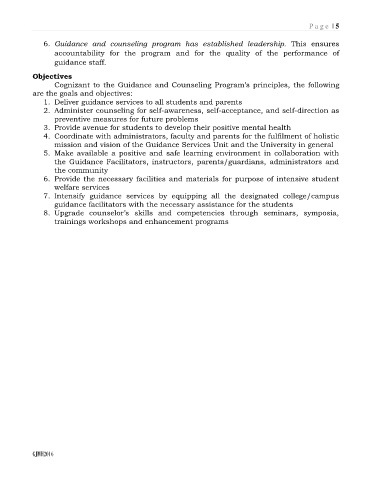 P a g e | 5
6. Guidance and counseling program has established leadership. This ensures
accountability for the program and for the quality of the performance of
guidance staff.
Objectives
Cognizant to the Guidance and Counseling Program's principles, the following
are the goals and objectives:
1. Deliver guidance services to all students and parents
2. Administer counseling for self-awareness, self-acceptance, and self-direction as
preventive measures for future problems
3. Provide avenue for students to develop their positive mental health
4. Coordinate with administrators, faculty and parents for the fulfilment of holistic
mission and vision of the Guidance Services Unit and the University in general
5. Make available a positive and safe learning environment in collaboration with
the Guidance Facilitators, instructors, parents/guardians, administrators and
the community
6. Provide the necessary facilities and materials for purpose of intensive student
welfare services
7. Intensify guidance services by equipping all the designated college/campus
guidance facilitators with the necessary assistance for the students
8. Upgrade counselor's skills and competencies through seminars, symposia,
trainings workshops and enhancement programs
2016